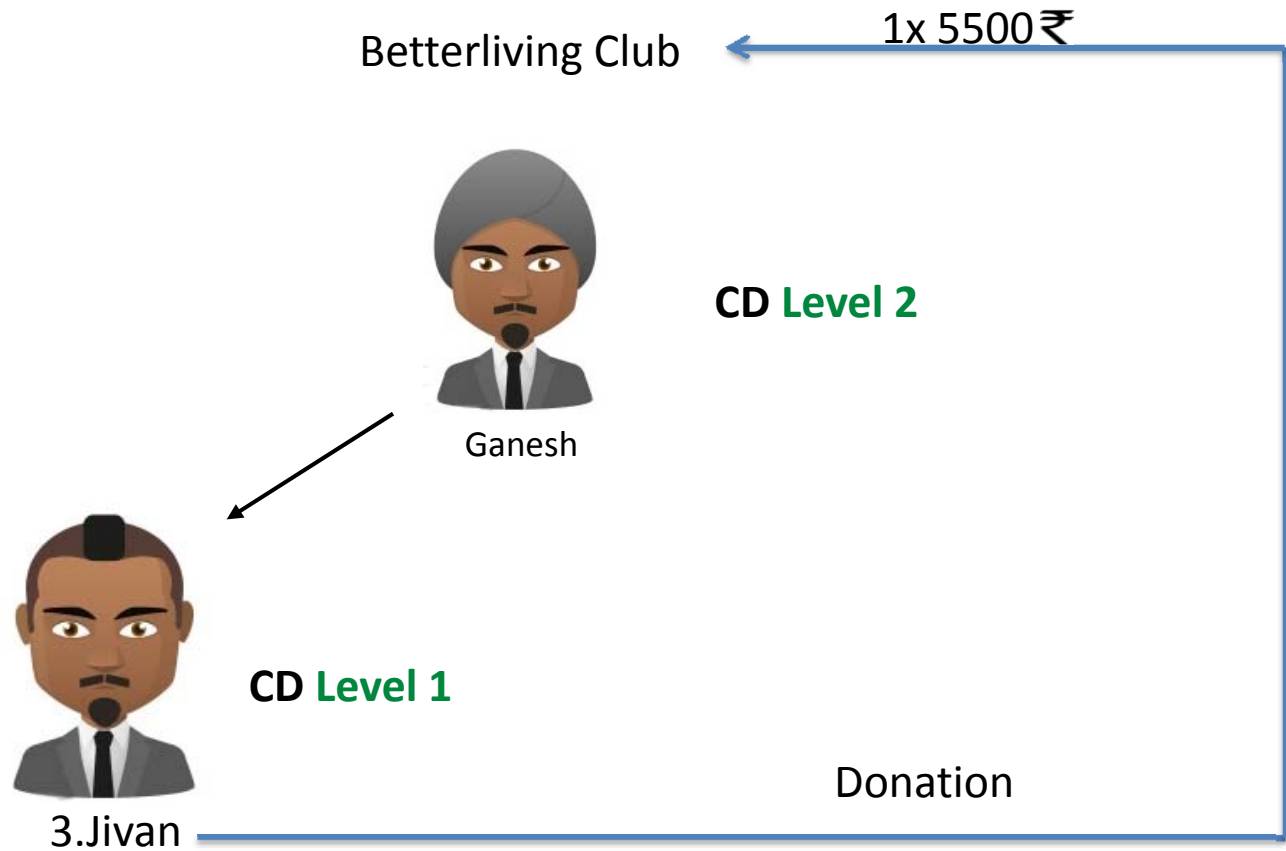 1x 5500₹
Betterliving Club
CD Level 2
Ganesh
CD Level 1
Donation
3.Jivan